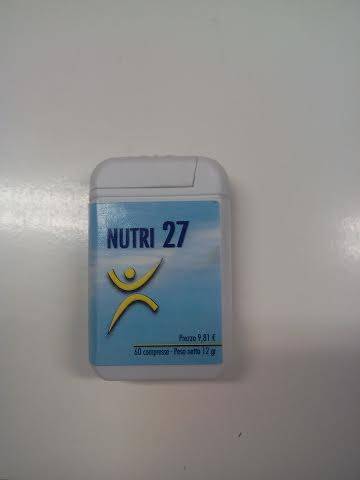 NUTRI 27
Prezzo 9,81 €
60 compresse - Peso netto 12 gr